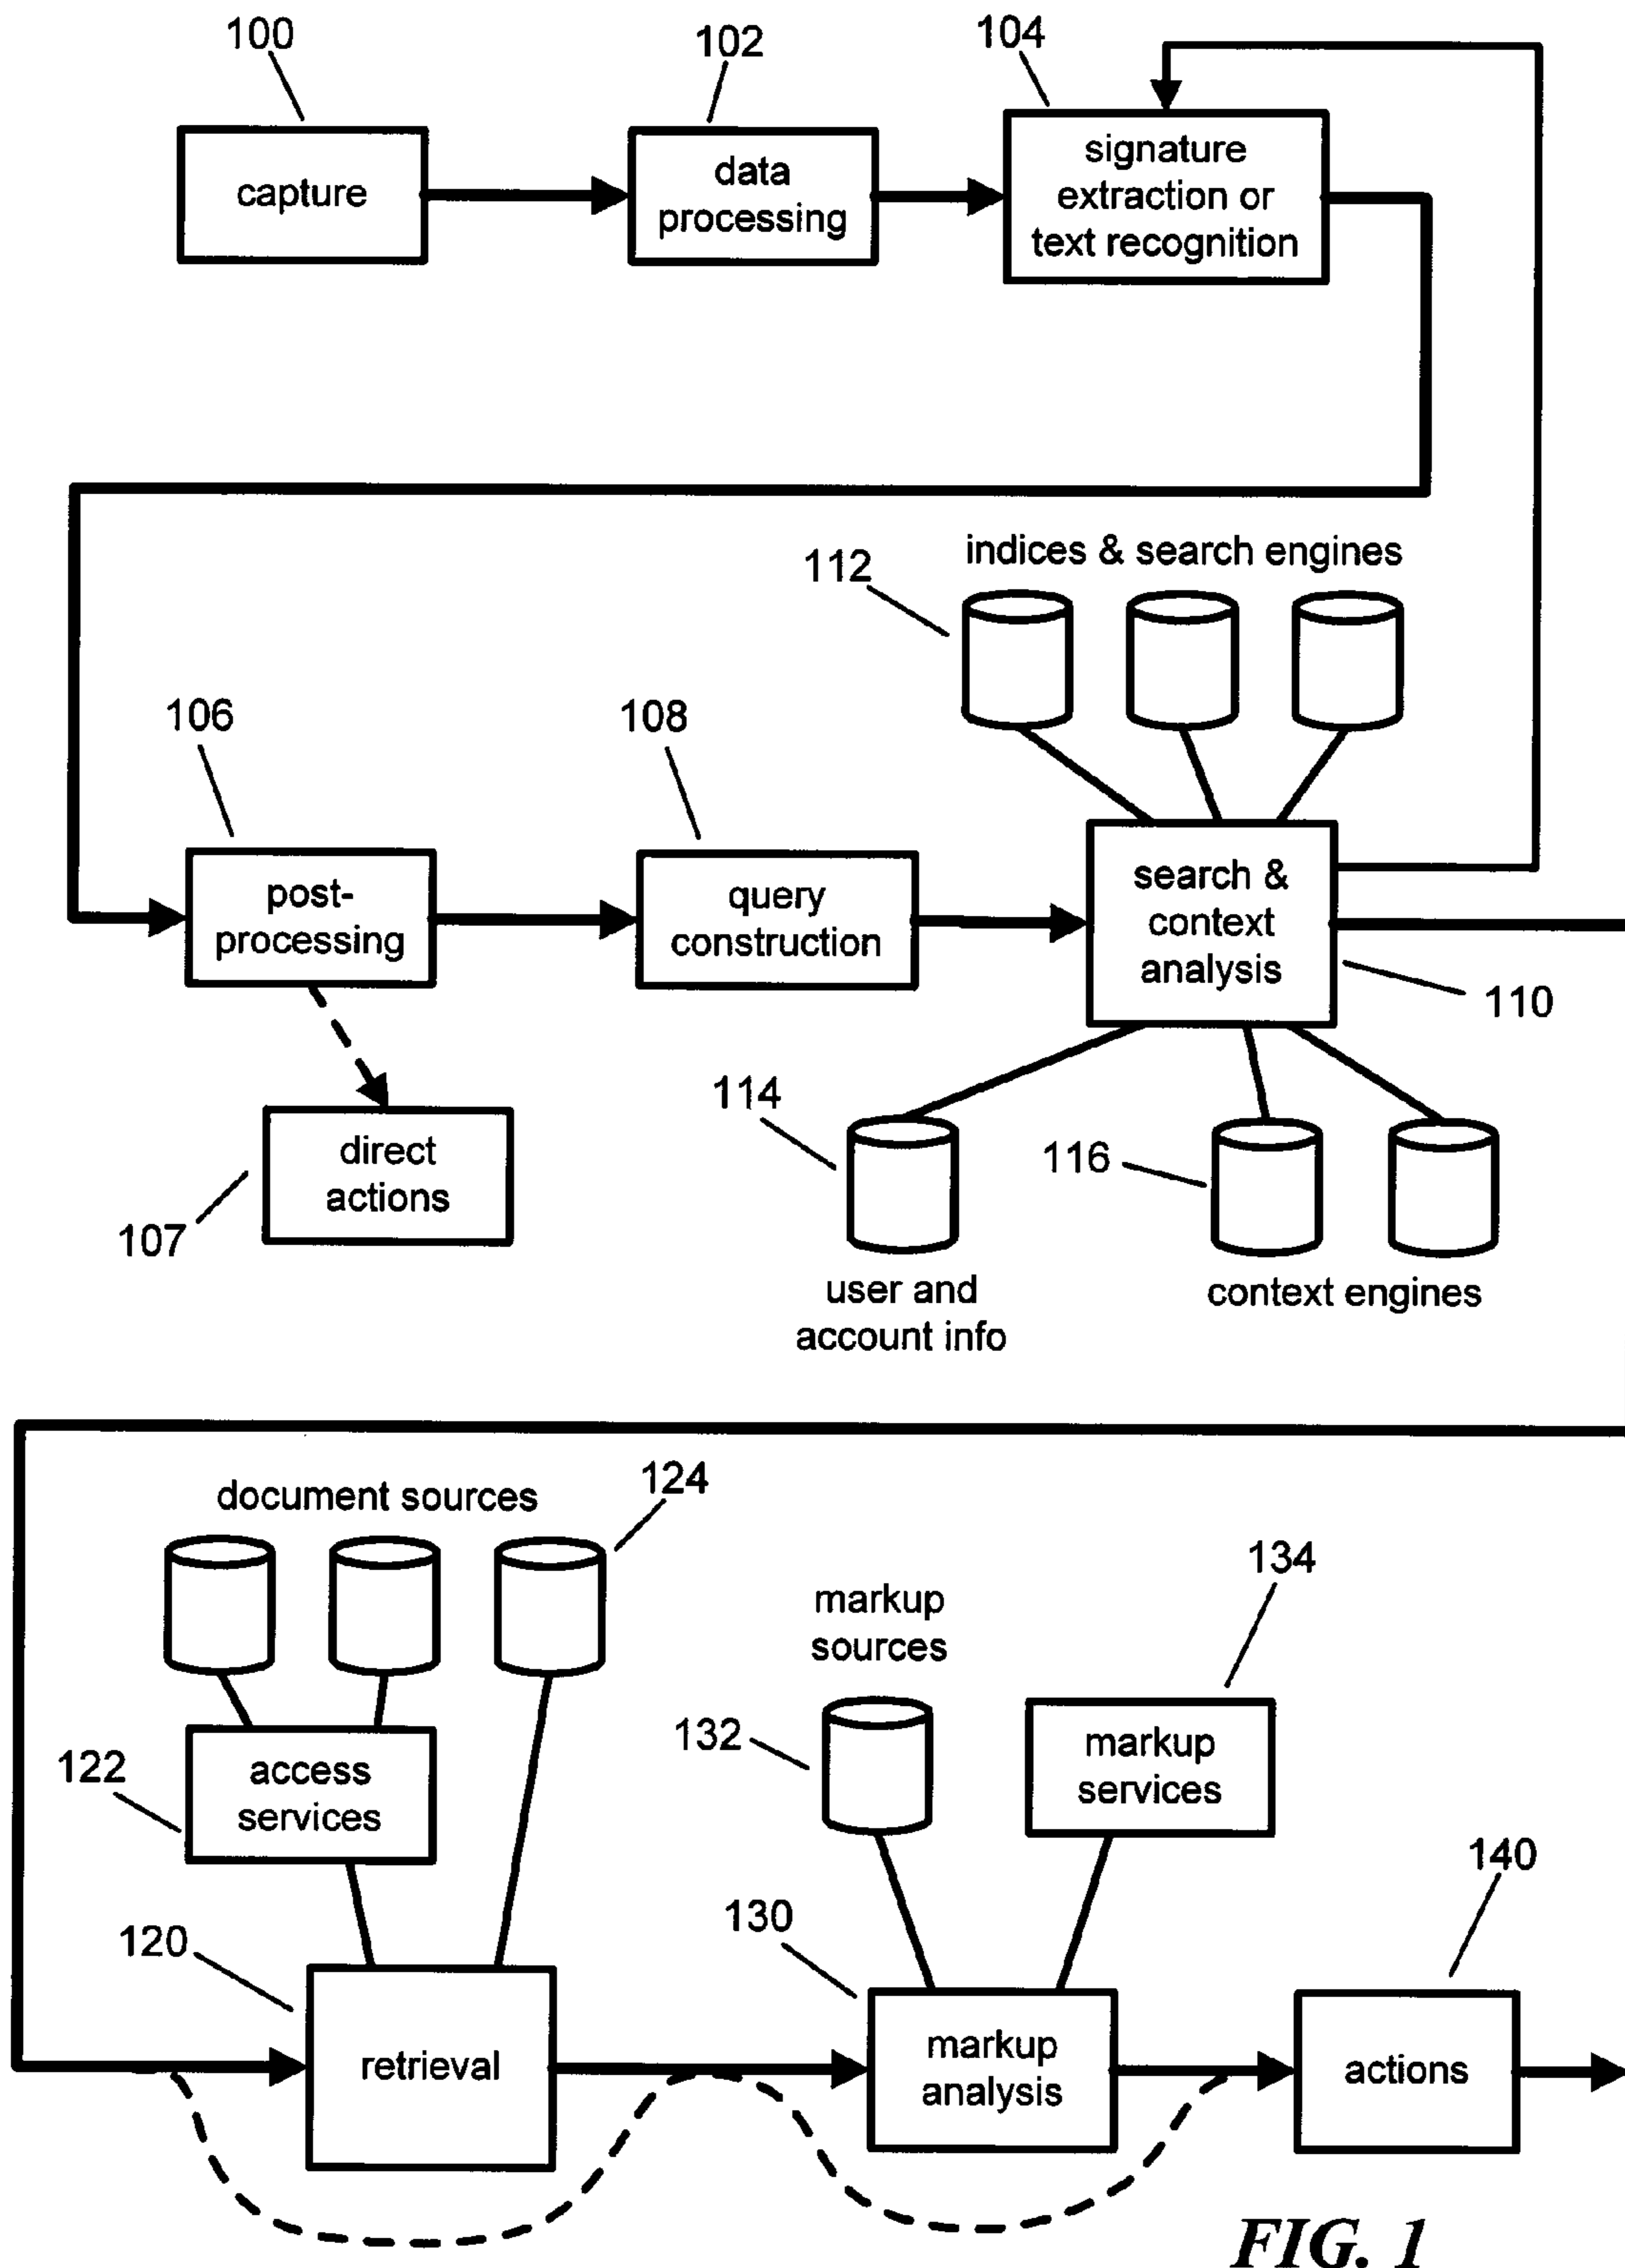 100
102
104
capture
data
processing
signature
extraction or
text recognition
indices & search engines
112
106
108
post-
processing
query
construction
search &
context
analysis
110
direct
actions
107
114
116
user and
account info
context engines
document sources
124
134
markup
sources
132
markup
services
122
access
services
140
130
120
retrieval
markup
analysis
actions
FIG. 1